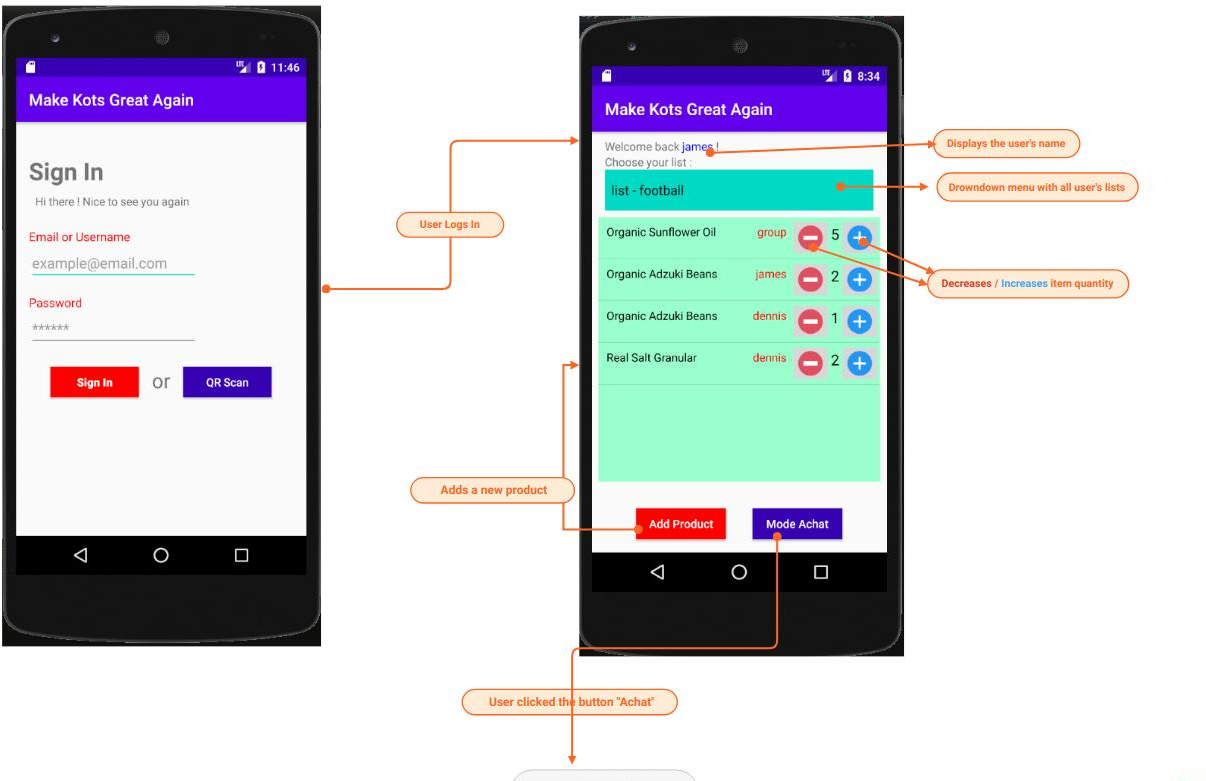 LTE 11:46
Make Kots Great Again
Sign In
Hi there ! Nice to see you again
Email or Username
example@email.com
Password
******
Sign In or QR Scan
User Logs In
LTE 8:34
Make Kots Great Again
Welcome back james !
Choose your list :
list - football
Organic Sunflower Oil group 5
Organic Adzuki Beans james 2
Organic Adzuki Beans dennis 1
Real Salt Granular dennis 2
Add Product Mode Achat
Displays the user's name
Drowndown menu with all user's lists
Decreases / Increases item quantity
Adds a new product
User clicked the button "Achat"